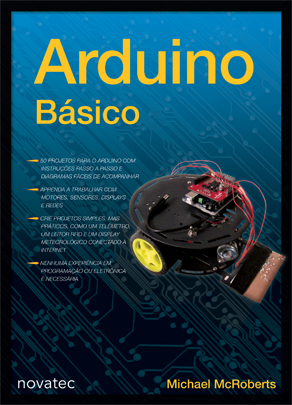 Arduino
Básico
50 PROJETOS PARA O ARDUINO COM
INSTRUÇÕES PASSO A PASSO E
DIAGRAMAS FÁCEIS DE ACOMPANHAR
APRENDA A TRABALHAR COM
MOTORES, SENSORES, DISPLAYS
E REDES
CRIE PROJETOS SIMPLES, MAS
PRÁTICOS, COMO UM TELÊMETRO,
UM LEITOR RFID E UM DISPLAY
METEOROLÓGICO CONECTADO À
INTERNET
NENHUMA EXPERIÊNCIA EM
PROGRAMAÇÃO OU ELETRÔNICA
É NECESSÁRIA
novatec
Michael McRoberts